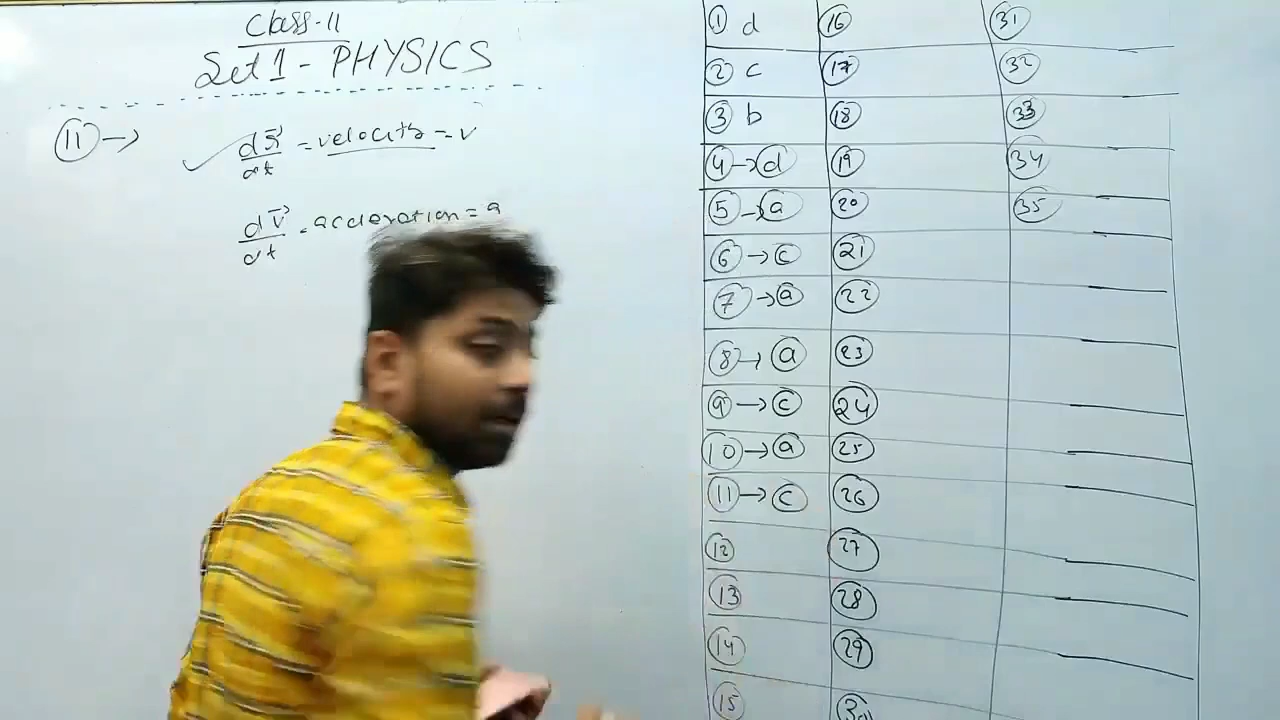 Class-11
Set 1 - PHYSICS
11 → dr⃗/dt = velocity = v
dv⃗/dt = acceleration = a
1 d
2 c
3 b
4 → d
5 → a
6 → c
7 → a
8 → a
9 → c
10 → a
11 → c
12
13
14
15
16
17
18
19
20
21
22
23
24
25
26
27
28
29
30
31
32
33
34
35